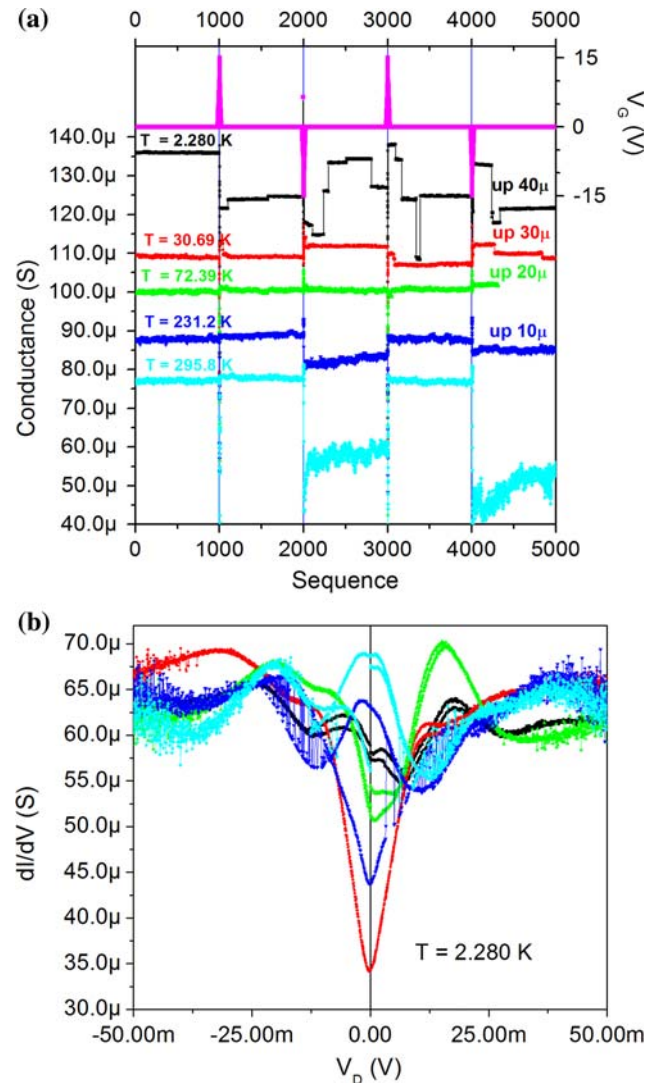 (a)
0 1000 2000 3000 4000 5000
15
0
-15
V_G (V)
140.0µ
130.0µ
120.0µ
110.0µ
100.0µ
90.0µ
80.0µ
70.0µ
60.0µ
50.0µ
40.0µ
Conductance (S)
T = 2.280 K
up 40µ
T = 30.69 K
up 30µ
T = 72.39 K
up 20µ
T = 231.2 K
up 10µ
T = 295.8 K
0 1000 2000 3000 4000 5000
Sequence
(b)
70.0µ
65.0µ
60.0µ
55.0µ
50.0µ
45.0µ
40.0µ
35.0µ
30.0µ
dI/dV (S)
T = 2.280 K
-50.00m -25.00m 0.00 25.00m 50.00m
V_D (V)